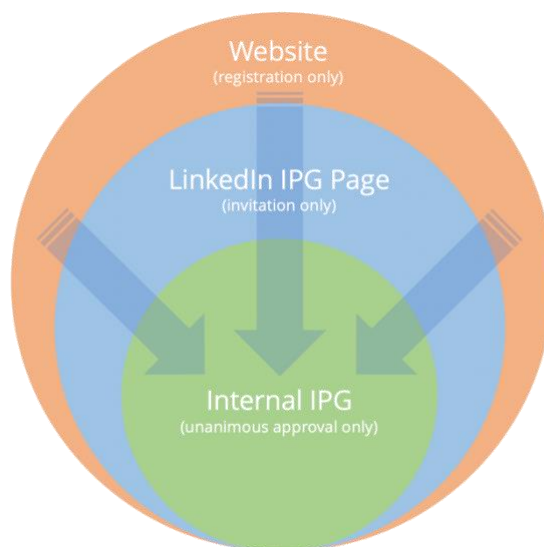 Website
(registration only)
LinkedIn IPG Page
(invitation only)
Internal IPG
(unanimous approval only)